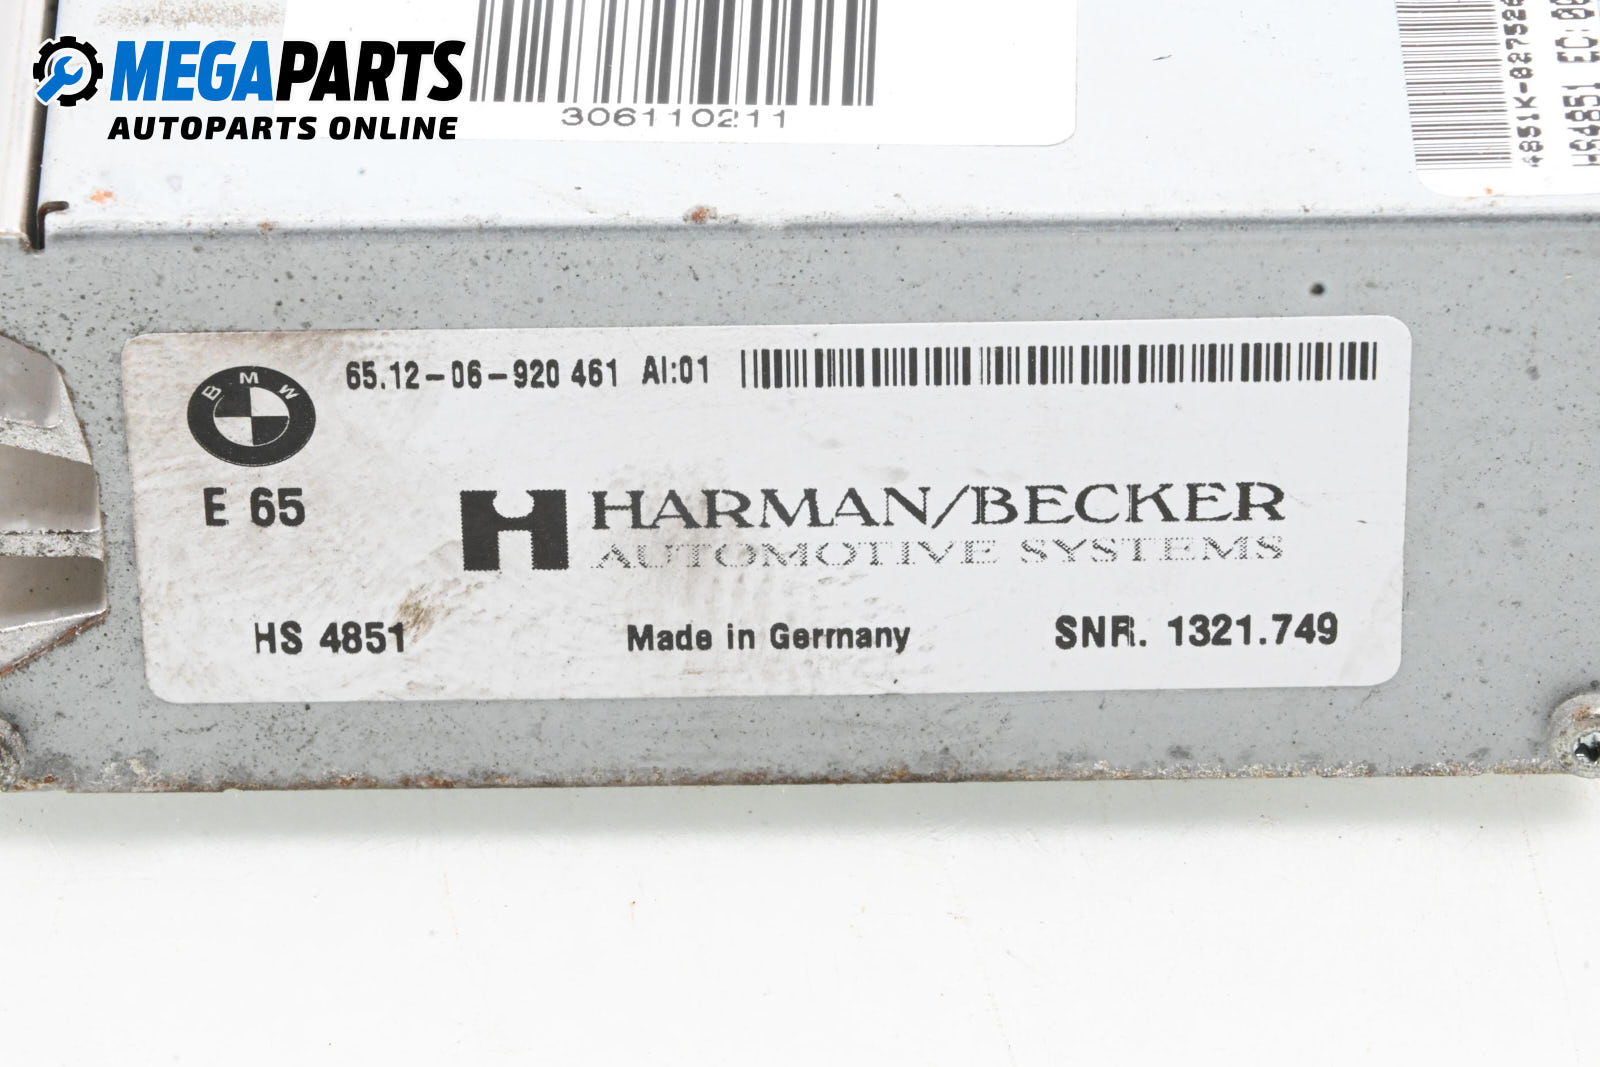 MEGAPARTS
AUTOPARTS ONLINE
306110211
HS4851
BMW
65.12-06-920 461 AI:01
E 65
HARMAN/BECKER
AUTOMOTIVE SYSTEMS
HS 4851
Made in Germany
SNR. 1321.749